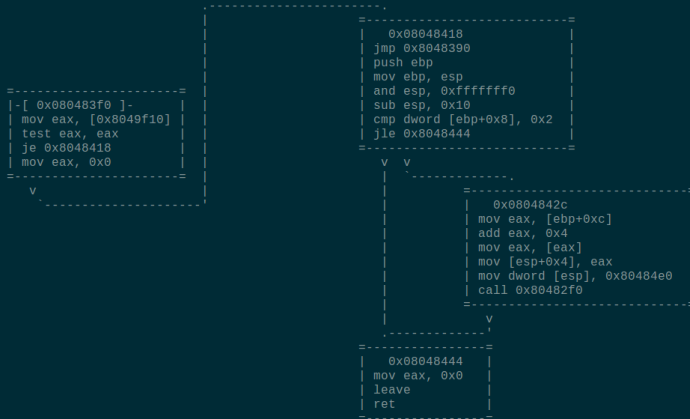 -[ 0x080483f0 ]-
mov eax, [0x8049f10]
test eax, eax
je 0x8048418
mov eax, 0x0
0x08048418
jmp 0x8048390
push ebp
mov ebp, esp
and esp, 0xfffffff0
sub esp, 0x10
cmp dword [ebp+0x8], 0x2
jle 0x8048444
0x0804842c
mov eax, [ebp+0xc]
add eax, 0x4
mov eax, [eax]
mov [esp+0x4], eax
mov dword [esp], 0x80484e0
call 0x80482f0
0x08048444
mov eax, 0x0
leave
ret